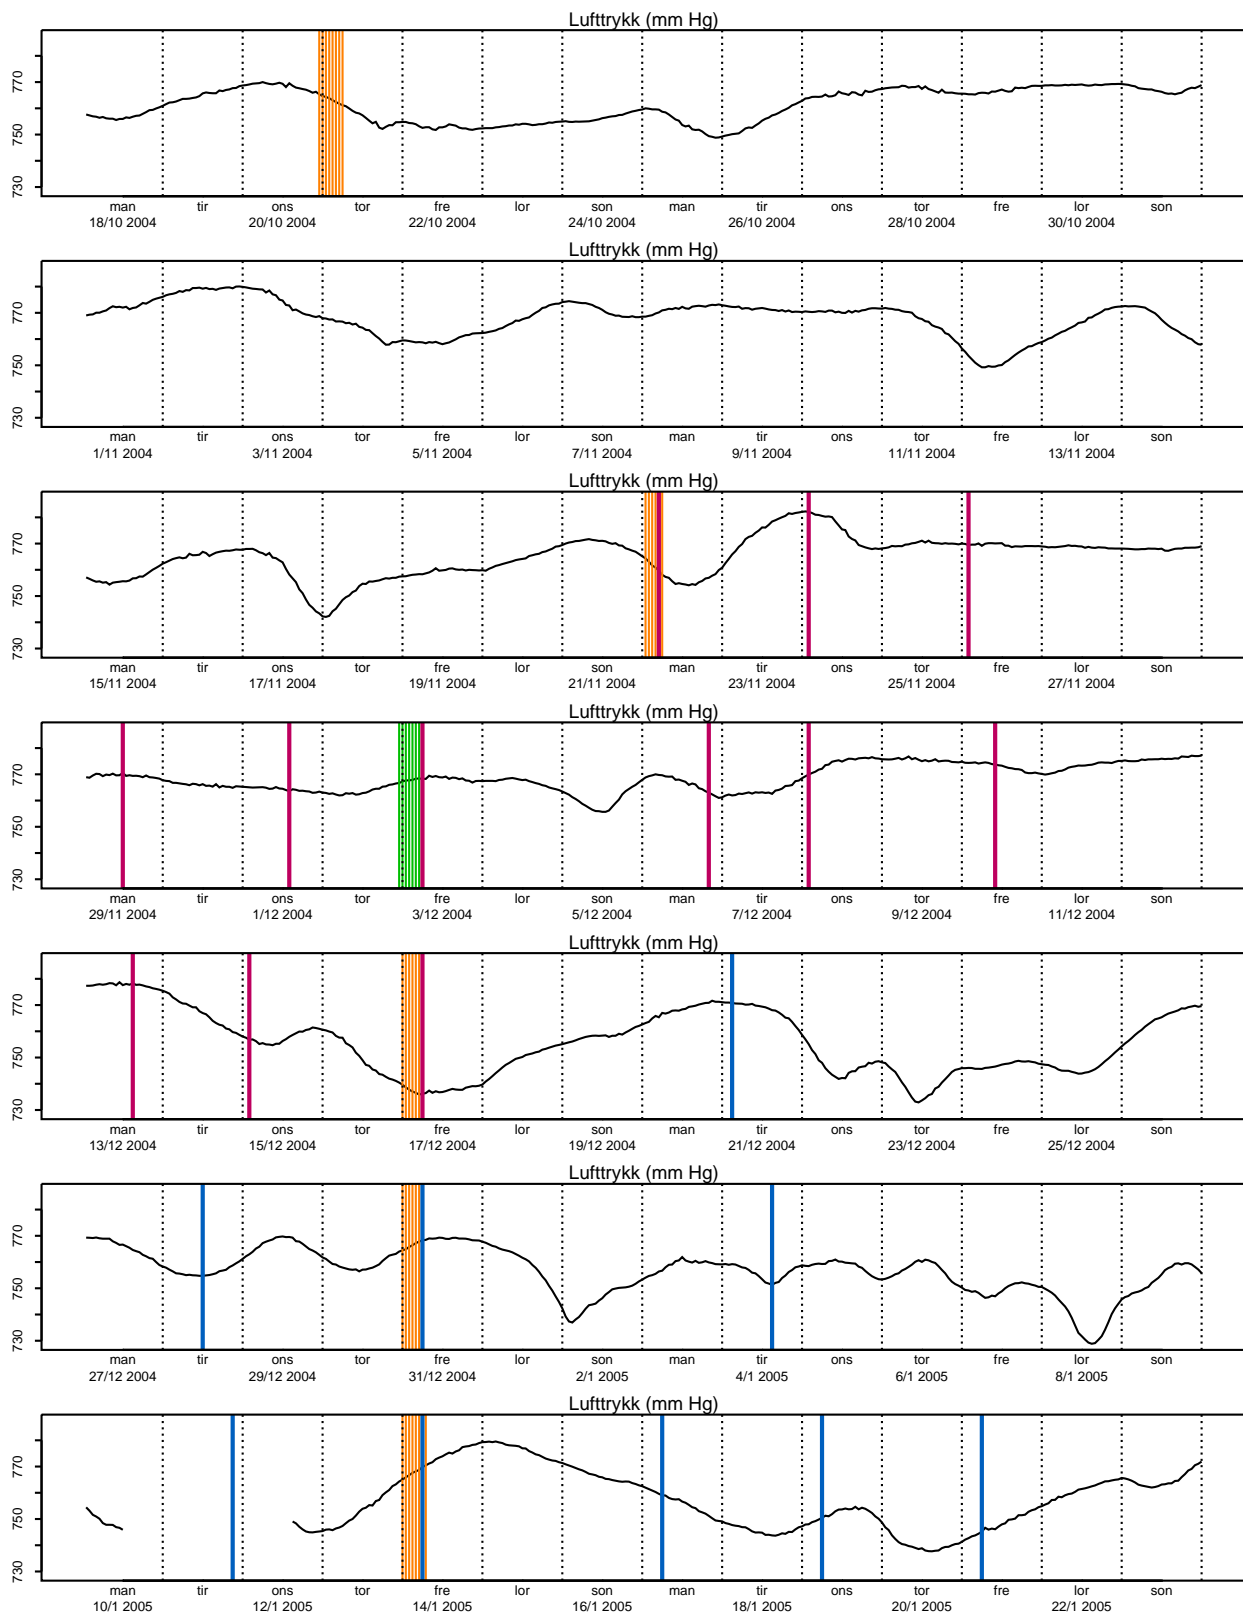 Lufttrykk (mm Hg)
730 750 770
man tir ons tor fre lor son man tir ons tor fre lor son
18/10 2004 20/10 2004 22/10 2004 24/10 2004 26/10 2004 28/10 2004 30/10 2004
Lufttrykk (mm Hg)
730 750 770
man tir ons tor fre lor son man tir ons tor fre lor son
1/11 2004 3/11 2004 5/11 2004 7/11 2004 9/11 2004 11/11 2004 13/11 2004
Lufttrykk (mm Hg)
730 750 770
man tir ons tor fre lor son man tir ons tor fre lor son
15/11 2004 17/11 2004 19/11 2004 21/11 2004 23/11 2004 25/11 2004 27/11 2004
Lufttrykk (mm Hg)
730 750 770
man tir ons tor fre lor son man tir ons tor fre lor son
29/11 2004 1/12 2004 3/12 2004 5/12 2004 7/12 2004 9/12 2004 11/12 2004
Lufttrykk (mm Hg)
730 750 770
man tir ons tor fre lor son man tir ons tor fre lor son
13/12 2004 15/12 2004 17/12 2004 19/12 2004 21/12 2004 23/12 2004 25/12 2004
Lufttrykk (mm Hg)
730 750 770
man tir ons tor fre lor son man tir ons tor fre lor son
27/12 2004 29/12 2004 31/12 2004 2/1 2005 4/1 2005 6/1 2005 8/1 2005
Lufttrykk (mm Hg)
730 750 770
man tir ons tor fre lor son man tir ons tor fre lor son
10/1 2005 12/1 2005 14/1 2005 16/1 2005 18/1 2005 20/1 2005 22/1 2005